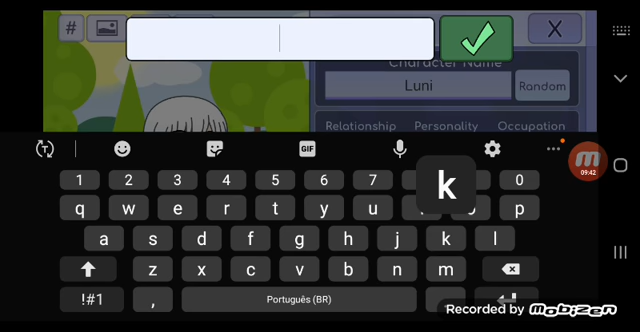 #
X
Character Name
Luni
Random
Relationship Personality Occupation
T
GIF
09:42
k
1 2 3 4 5 6 7 0
q w e r t y u p
a s d f g h j k l
z x c v b n m
!#1 , Português (BR)
Recorded by Mobizen